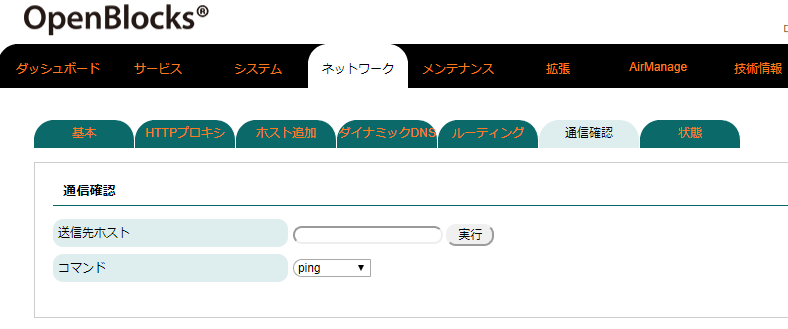 OpenBlocks®
ダッシュボード サービス システム ネットワーク メンテナンス 拡張 AirManage 技術情報
基本 HTTPプロキシ ホスト追加 ダイナミックDNS ルーティング 通信確認 状態
通信確認
送信先ホスト 実行
コマンド ping